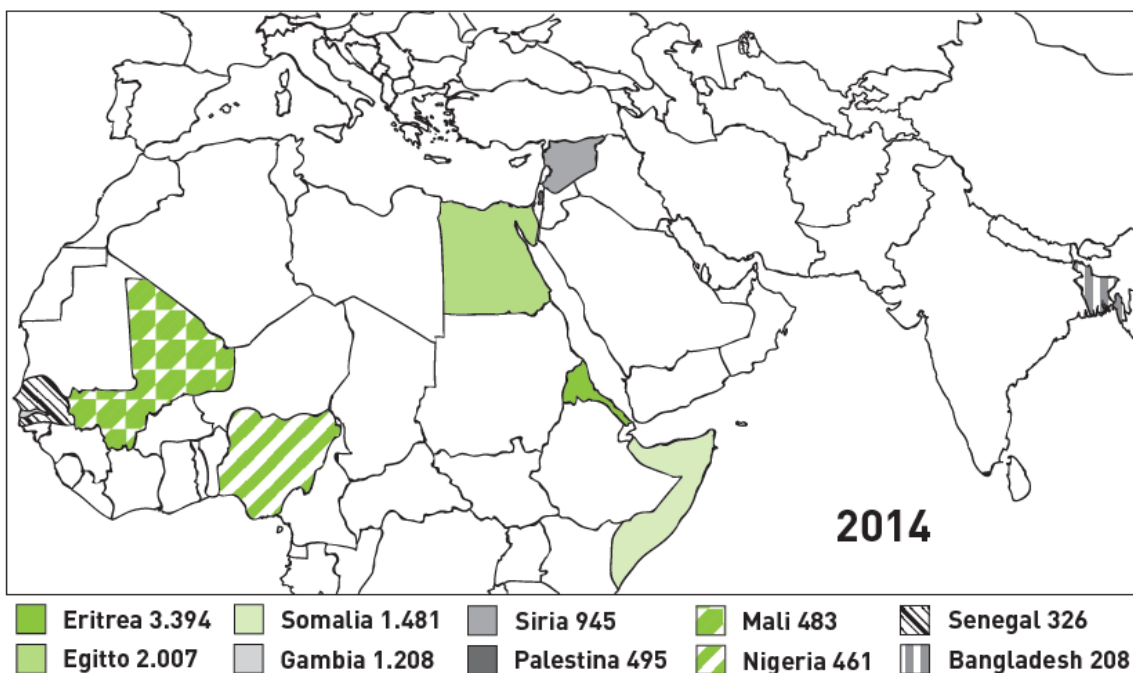 2014
Eritrea 3.394 Somalia 1.481 Siria 945 Mali 483 Senegal 326
Egitto 2.007 Gambia 1.208 Palestina 495 Nigeria 461 Bangladesh 208